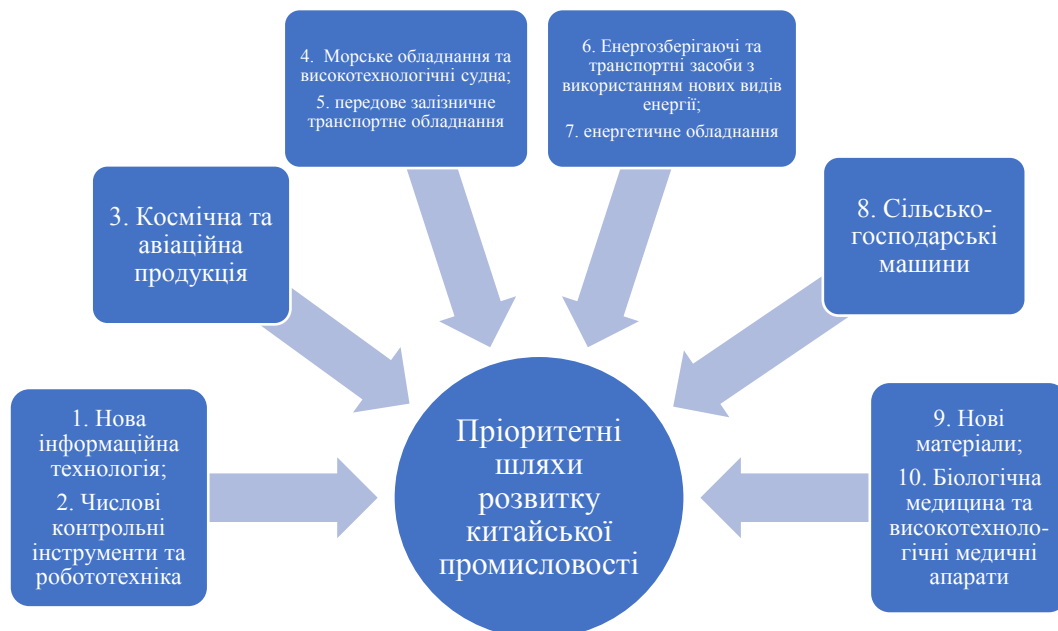 1. Нова
інформаційна
технологія;
2. Числові
контрольні
інструменти та
робототехніка
3. Космічна та
авіаційна
продукція
4. Морське обладнання та
високотехнологічні судна;
5. передове залізничне
транспортне обладнання
6. Енергозберігаючі та
транспортні засоби з
використанням нових видів
енергії;
7. енергетичне обладнання
8. Сільсько-
господарські
машини
9. Нові
матеріали;
10. Біологічна
медицина та
високотехноло-
гічні медичні
апарати
Пріоритетні
шляхи
розвитку
китайської
промисловості